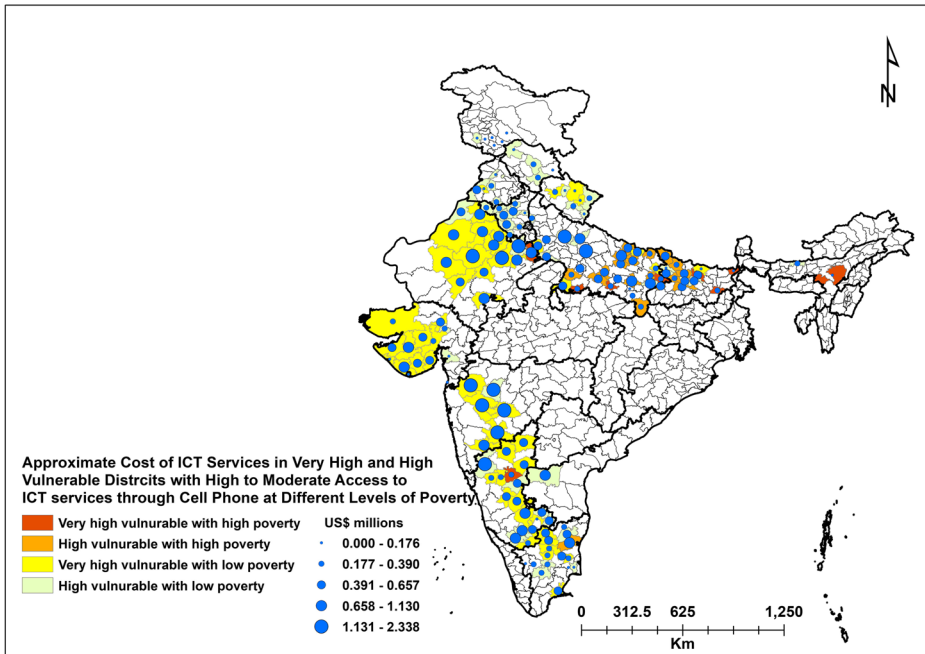 N
Approximate Cost of ICT Services in Very High and High
Vulnerable Distrcits with High to Moderate Access to
ICT services through Cell Phone at Different Levels of Poverty
Very high vulnurable with high poverty
High vulnerable with high poverty
Very high vulnerable with low poverty
High vulnerable with low poverty
US$ millions
0.000 - 0.176
0.177 - 0.390
0.391 - 0.657
0.658 - 1.130
1.131 - 2.338
0 312.5 625 1,250
Km